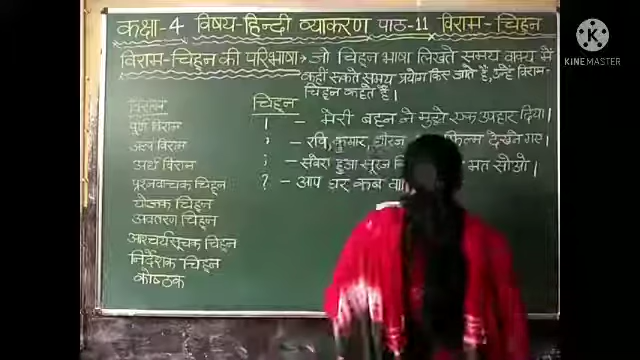 कक्षा-4 विषय-हिन्दी व्याकरण पाठ-11 विराम-चिह्न
विराम-चिह्न की परिभाषा → जो चिह्न भाषा लिखते समय वाक्य में
कहीं रुकते समय प्रयोग किए जाते हैं, उन्हें विराम-
चिह्न कहते हैं।
चिह्न
पूर्ण विराम । - मेरी बहन ने मुझे एक उपहार दिया।
अल्प विराम , - रवि, कुमार, धीरज फिल्म देखने गए
अर्ध विराम ; - सवेरा हुआ सूरज मत सोओ।
प्रश्नवाचक चिह्न ? - आप घर कब
योजक चिह्न
अवतरण चिह्न
आश्चर्यसूचक चिह्न
निर्देशक चिह्न
कोष्ठक
KINEMASTER